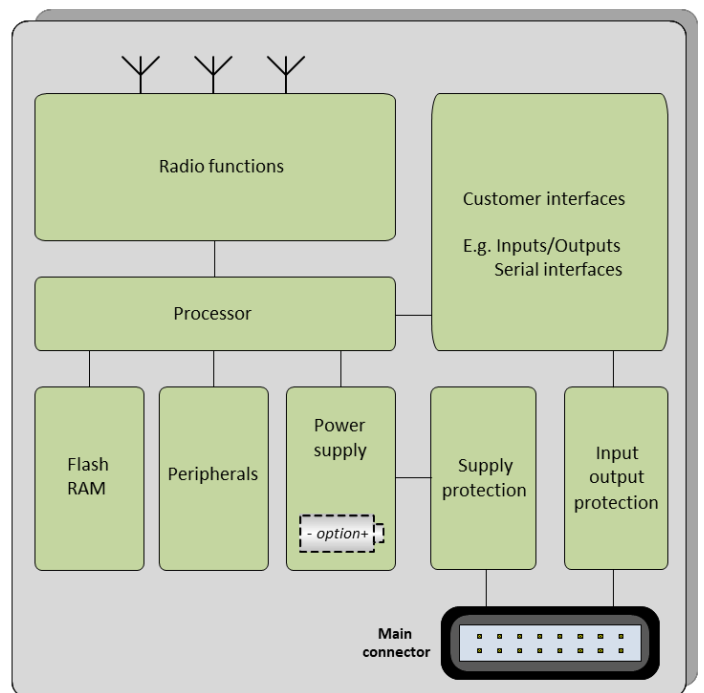 Radio functions
Customer interfaces
E.g. Inputs/Outputs
Serial interfaces
Processor
Flash
RAM
Peripherals
Power
supply
- option+
Supply
protection
Input
output
protection
Main
connector